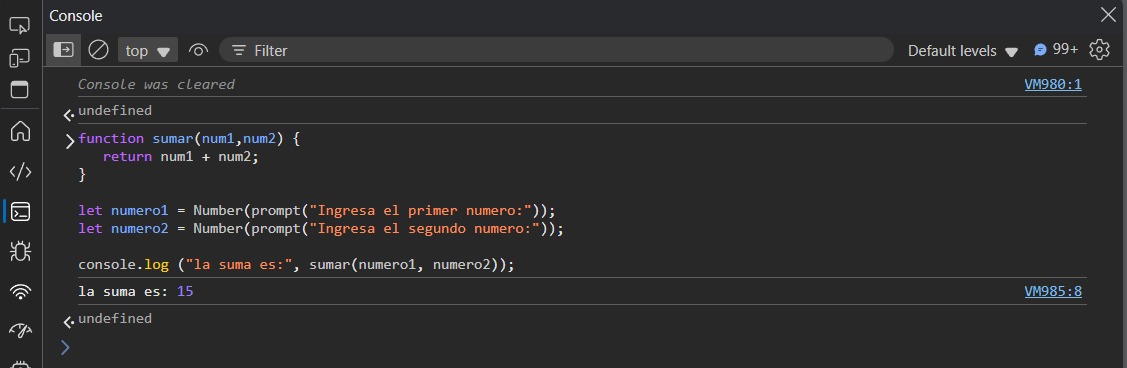 Console
top
Filter
Default levels
99+
Console was cleared VM980:1
undefined
function sumar(num1,num2) {
return num1 + num2;
}
let numero1 = Number(prompt("Ingresa el primer numero:"));
let numero2 = Number(prompt("Ingresa el segundo numero:"));
console.log ("la suma es:", sumar(numero1, numero2));
la suma es: 15 VM985:8
undefined